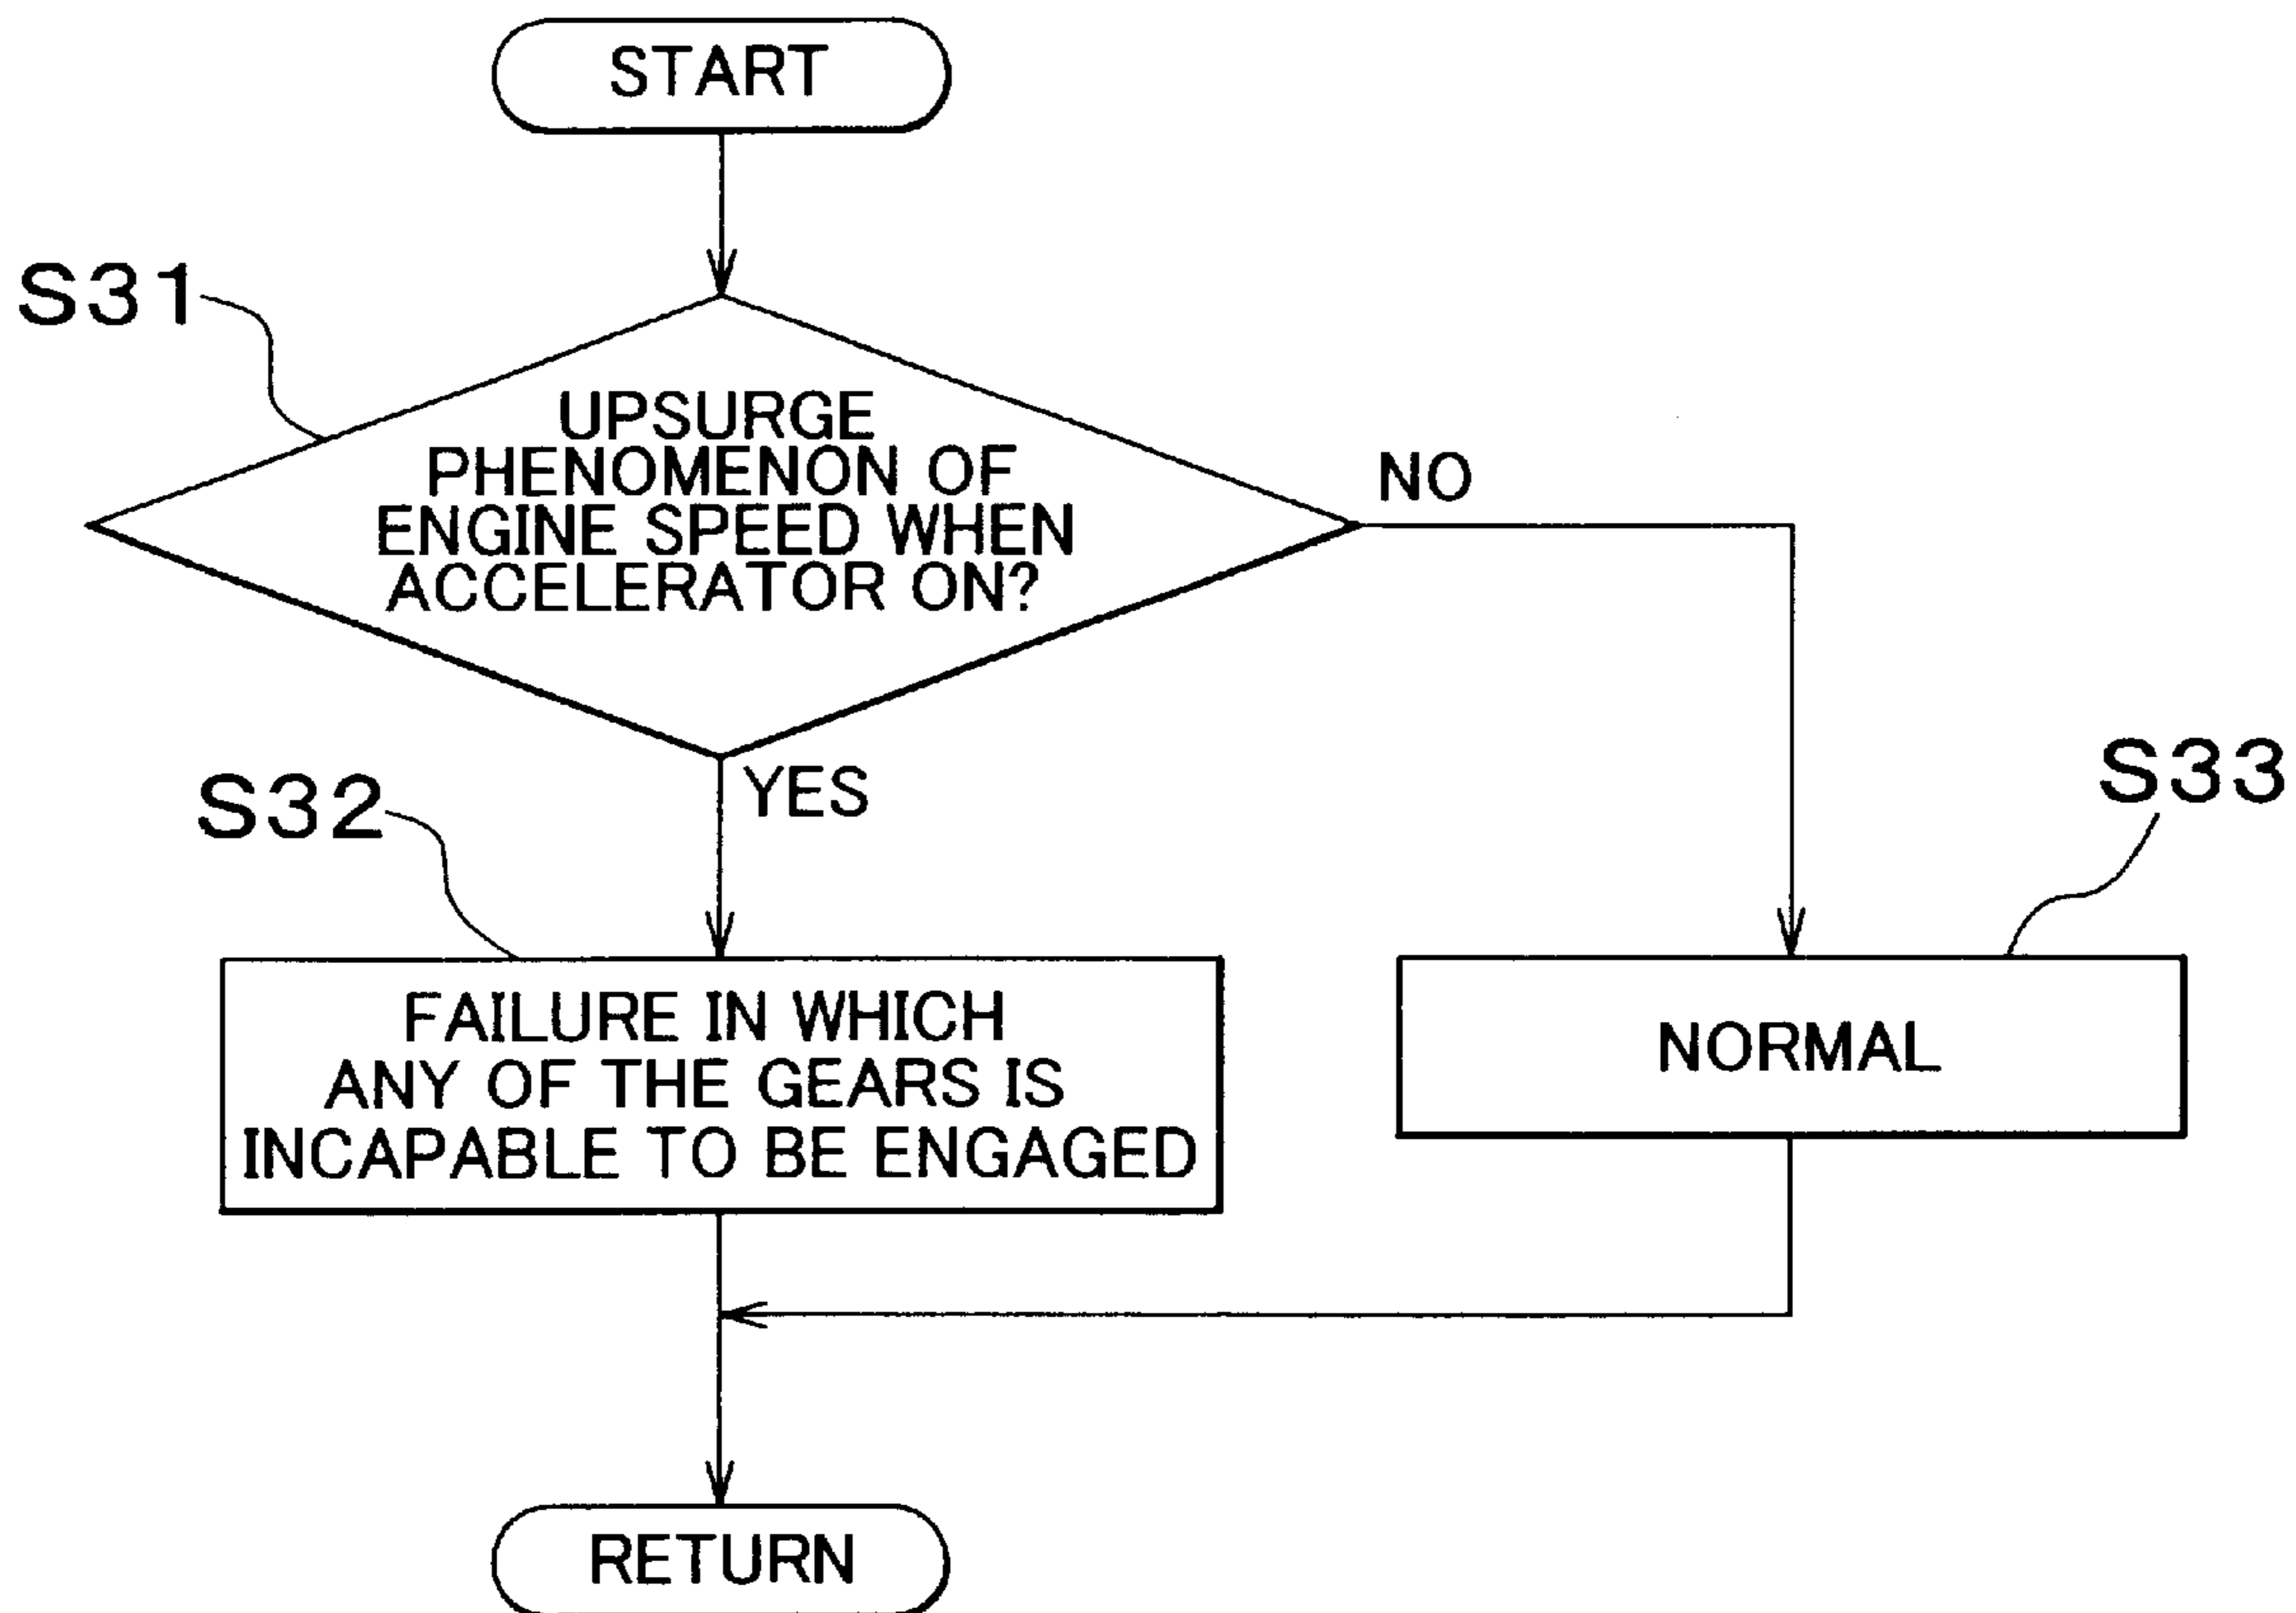 START
S31
UPSURGE
PHENOMENON OF
ENGINE SPEED WHEN
ACCELERATOR ON?
NO
YES
S32
S33
FAILURE IN WHICH
ANY OF THE GEARS IS
INCAPABLE TO BE ENGAGED
NORMAL
RETURN